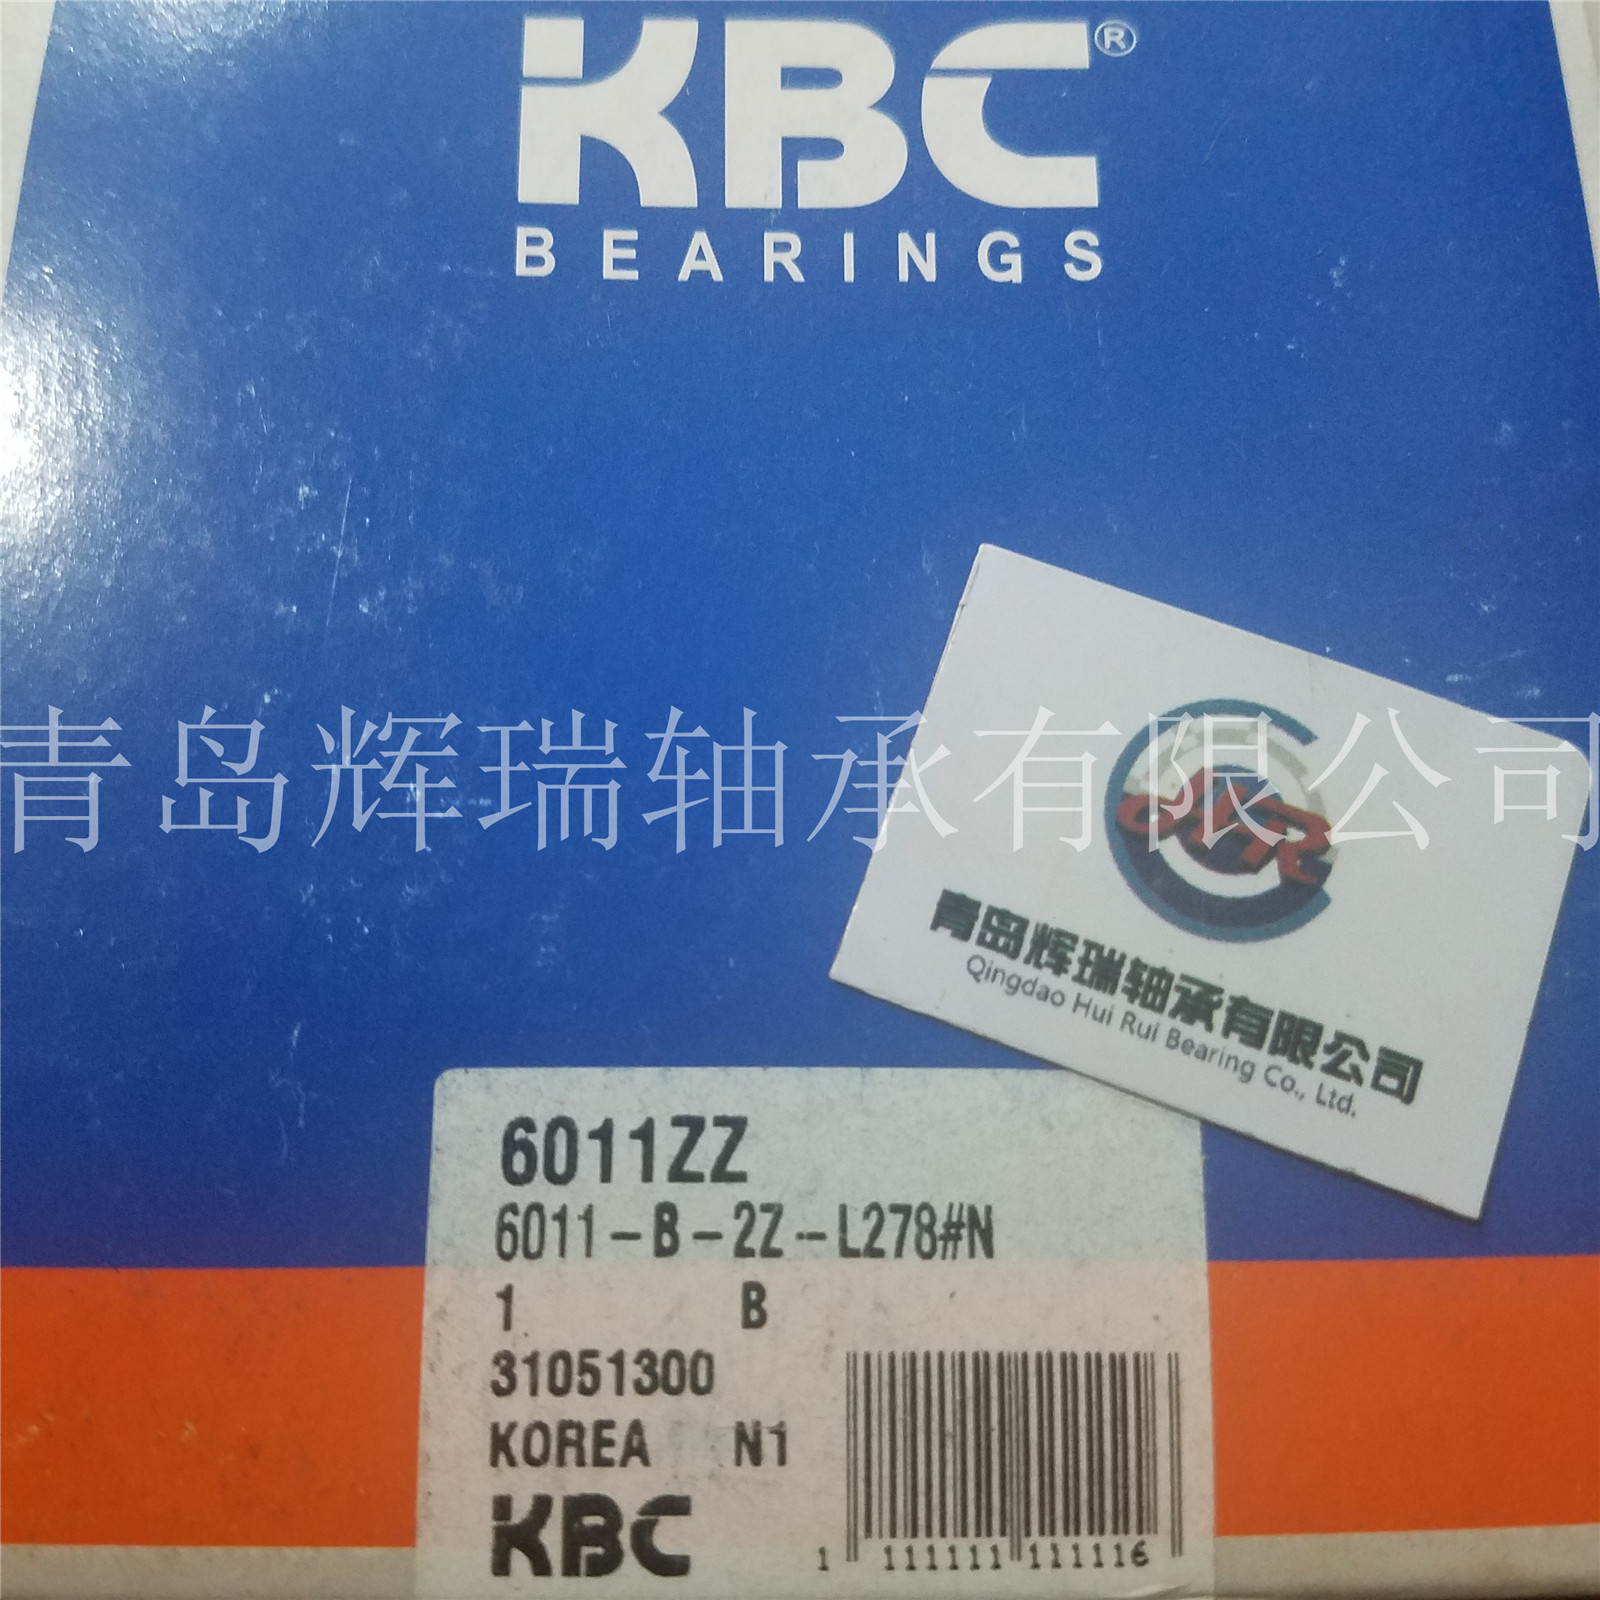 KBC®
BEARINGS
青岛辉瑞轴承有限公司
HR
青岛辉瑞轴承有限公司
Qingdao Hui Rui Bearing Co., Ltd.
6011ZZ
6011-B-2Z-L278#N
1 B
31051300
KOREA N1
KBC
1 111111 111116